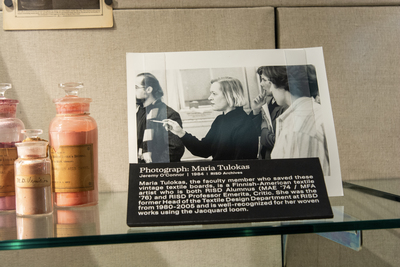 Photograph: Maria Tulokas
Jeremy O'Connor | 1984 | RISD Archives
Maria Tulokas, the faculty member who saved these
vintage textile boards, is a Finnish-American textile
artist who is both RISD Alumnus (MAE '74 / MFA
'76) and RISD Professor Emerita, Critic. She was the
former Head of the Textile Design Department at RISD
from 1980-2005 and is well-recognized for her woven
works using the Jacquard loom.